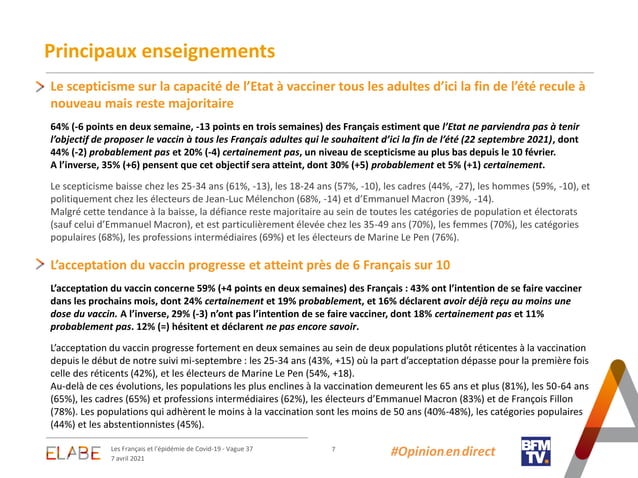 Principaux enseignements
Le scepticisme sur la capacité de l’Etat à vacciner tous les adultes d’ici la fin de l’été recule à
nouveau mais reste majoritaire
64% (-6 points en deux semaine, -13 points en trois semaines) des Français estiment que l’Etat ne parviendra pas à tenir
l’objectif de proposer le vaccin à tous les Français adultes qui le souhaitent d’ici la fin de l’été (22 septembre 2021), dont
44% (-2) probablement pas et 20% (-4) certainement pas, un niveau de scepticisme au plus bas depuis le 10 février.
A l’inverse, 35% (+6) pensent que cet objectif sera atteint, dont 30% (+5) probablement et 5% (+1) certainement.
Le scepticisme baisse chez les 25-34 ans (61%, -13), les 18-24 ans (57%, -10), les cadres (44%, -27), les hommes (59%, -10), et
politiquement chez les électeurs de Jean-Luc Mélenchon (68%, -14) et d’Emmanuel Macron (39%, -14).
Malgré cette tendance à la baisse, la défiance reste majoritaire au sein de toutes les catégories de population et électorats
(sauf celui d’Emmanuel Macron), et est particulièrement élevée chez les 35-49 ans (70%), les femmes (70%), les catégories
populaires (68%), les professions intermédiaires (69%) et les électeurs de Marine Le Pen (76%).
L’acceptation du vaccin progresse et atteint près de 6 Français sur 10
L’acceptation du vaccin concerne 59% (+4 points en deux semaines) des Français : 43% ont l’intention de se faire vacciner
dans les prochains mois, dont 24% certainement et 19% probablement, et 16% déclarent avoir déjà reçu au moins une
dose du vaccin. A l’inverse, 29% (-3) n’ont pas l’intention de se faire vacciner, dont 18% certainement pas et 11%
probablement pas. 12% (=) hésitent et déclarent ne pas encore savoir.
L’acceptation du vaccin progresse fortement en deux semaines au sein de deux populations plutôt réticentes à la vaccination
depuis le début de notre suivi mi-septembre : les 25-34 ans (43%, +15) où la part d’acceptation dépasse pour la première fois
celle des réticents (42%), et les électeurs de Marine Le Pen (54%, +18).
Au-delà de ces évolutions, les populations les plus enclines à la vaccination demeurent les 65 ans et plus (81%), les 50-64 ans
(65%), les cadres (65%) et professions intermédiaires (62%), les électeurs d’Emmanuel Macron (83%) et de François Fillon
(78%). Les populations qui adhèrent le moins à la vaccination sont les moins de 50 ans (40%-48%), les catégories populaires
(44%) et les abstentionnistes (45%).
ELABE
Les Français et l’épidémie de Covid-19 - Vague 37
7 avril 2021
7
#Opinion en direct
BFM
TV.